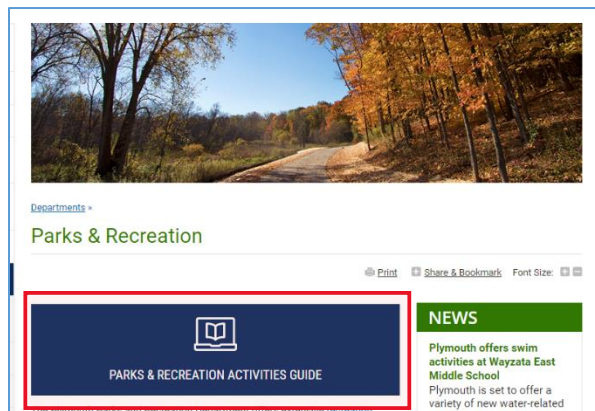 Departments »
Parks & Recreation
Print Share & Bookmark Font Size:
PARKS & RECREATION ACTIVITIES GUIDE
NEWS
Plymouth offers swim
activities at Wayzata East
Middle School
Plymouth is set to offer a
variety of new water-related